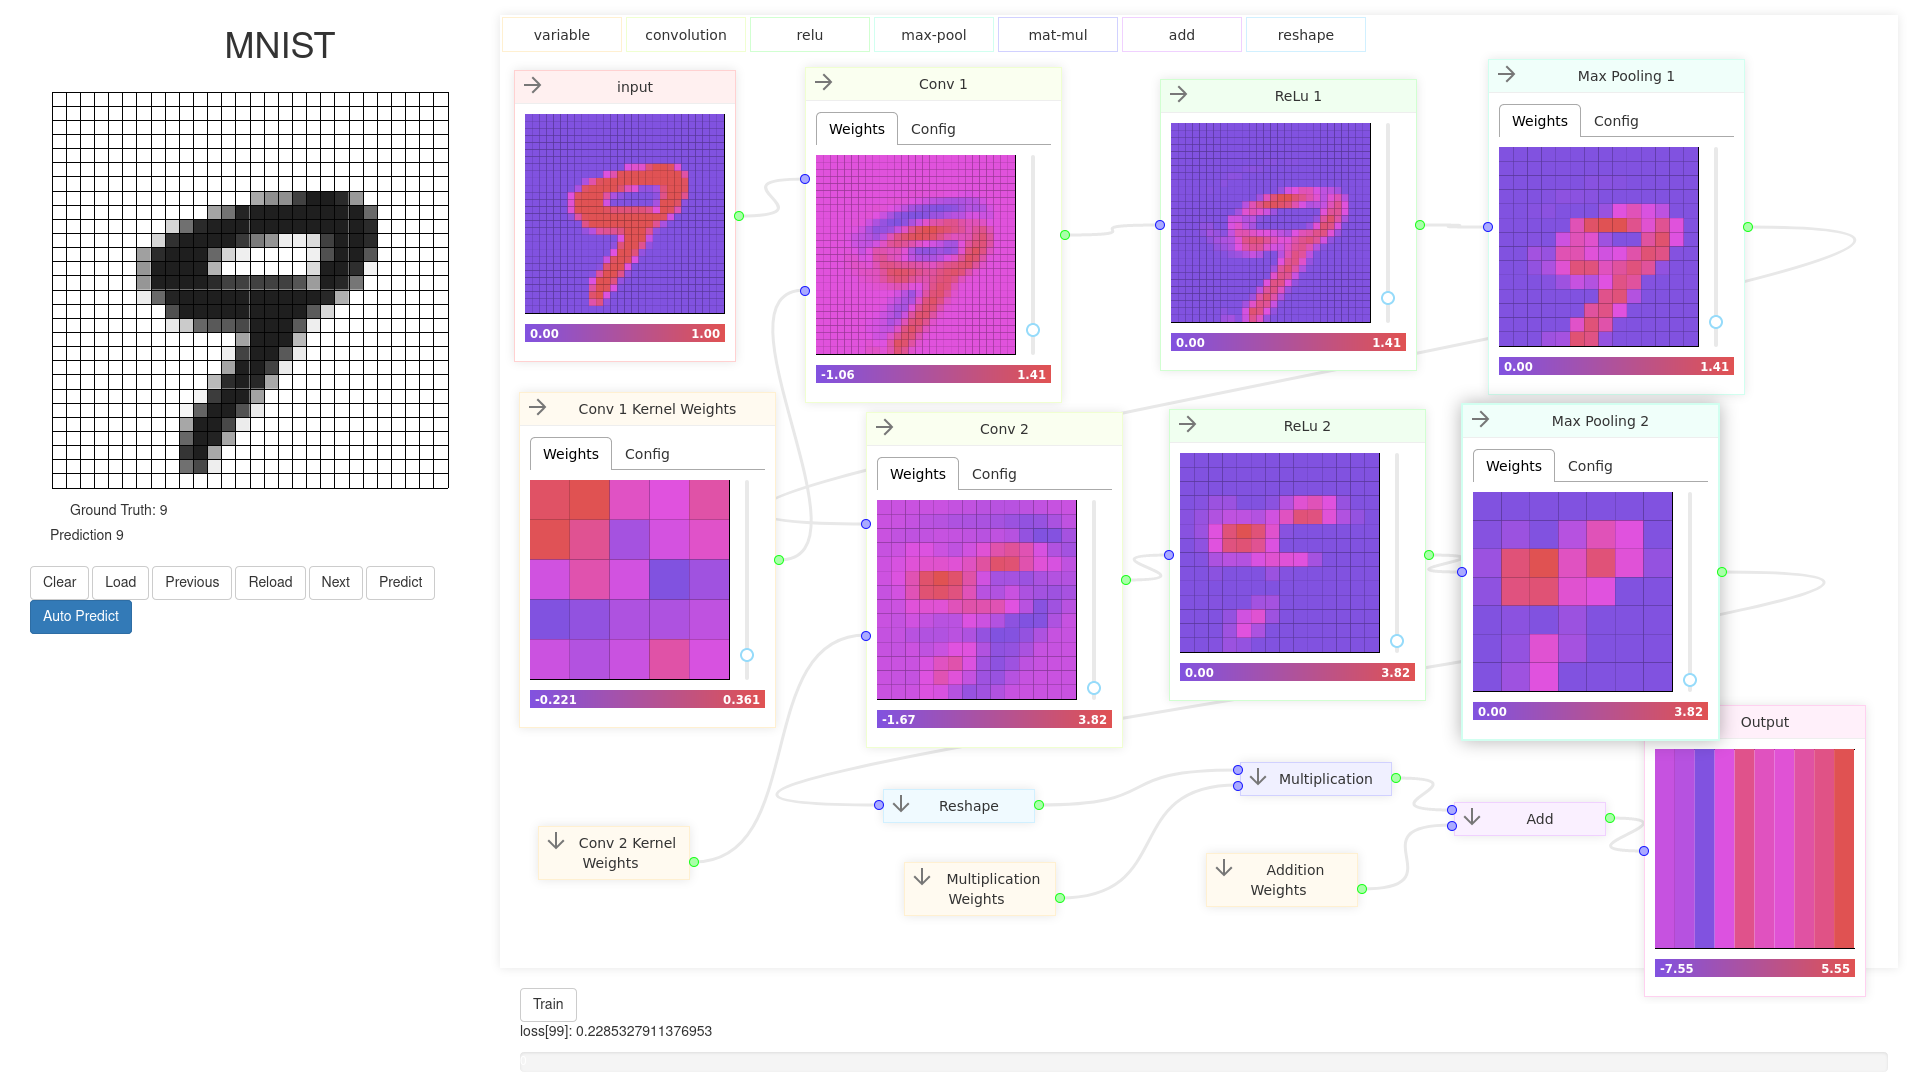 MNIST
Ground Truth: 9
Prediction 9
Clear
Load
Previous
Reload
Next
Predict
Auto Predict
variable
convolution
relu
max-pool
mat-mul
add
reshape
input
0.00
1.00
Conv 1
Weights
Config
-1.06
1.41
ReLu 1
0.00
1.41
Max Pooling 1
Weights
Config
0.00
1.41
Conv 1 Kernel Weights
Weights
Config
-0.221
0.361
Conv 2
Weights
Config
-1.67
3.82
ReLu 2
0.00
3.82
Max Pooling 2
Weights
Config
0.00
3.82
Output
-7.55
5.55
Reshape
Multiplication
Add
Conv 2 Kernel
Weights
Multiplication
Weights
Addition
Weights
Train
loss[99]: 0.2285327911376953